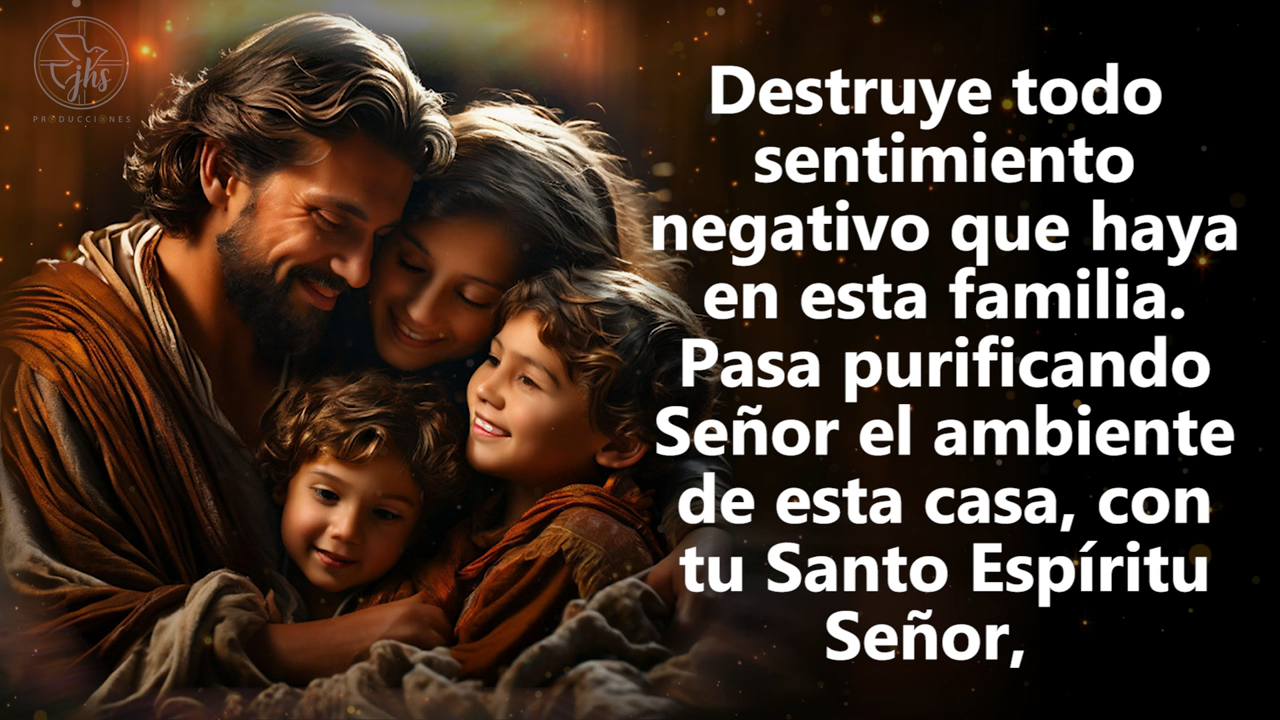 jhs
PRODUCCIONES
Destruye todo
sentimiento
negativo que haya
en esta familia.
Pasa purificando
Señor el ambiente
de esta casa, con
tu Santo Espíritu
Señor,